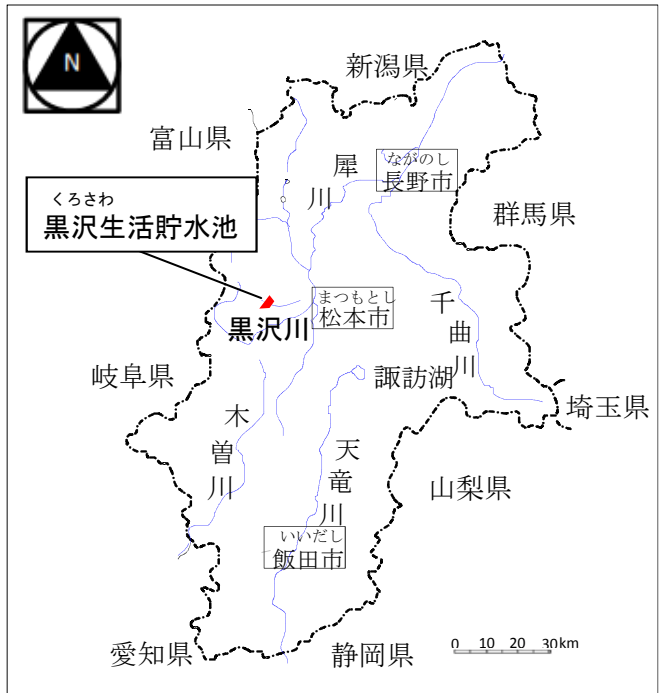 N
新潟県
富山県
犀川
ながのし
長野市
くろさわ
黒沢生活貯水池
群馬県
まつもとし
松本市
千曲川
黒沢川
岐阜県
諏訪湖
埼玉県
木曽川
天竜川
山梨県
いいだし
飯田市
愛知県
静岡県
0 10 20 30km